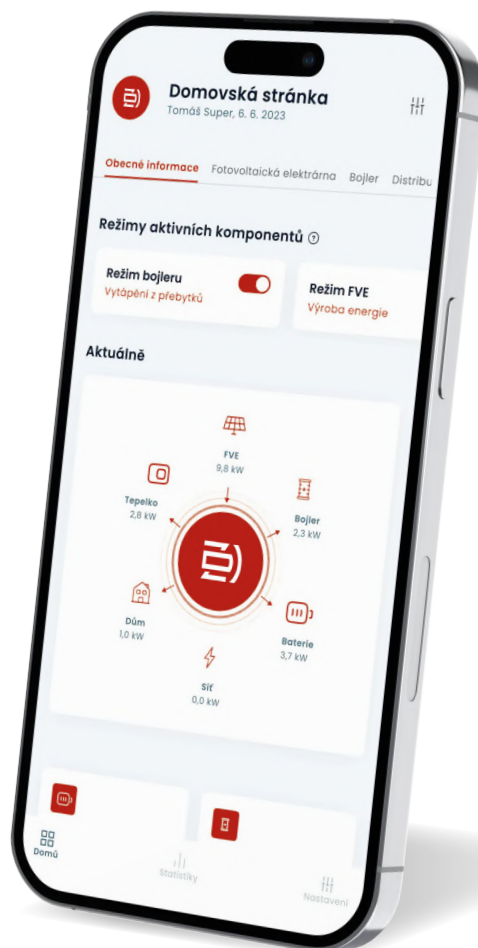 Domovská stránka
Tomáš Super, 6. 6. 2023
Obecné informace Fotovoltaická elektrárna Bojler Distribu
Režimy aktivních komponentů
Režim bojleru
Vytápění z přebytků
Režim FVE
Výroba energie
Aktuálně
FVE
9,8 kW
Tepelko
2,8 kW
Bojler
2,3 kW
Dům
1,0 kW
Baterie
3,7 kW
Síť
0,0 kW
Domů
Statistiky
Nastavení